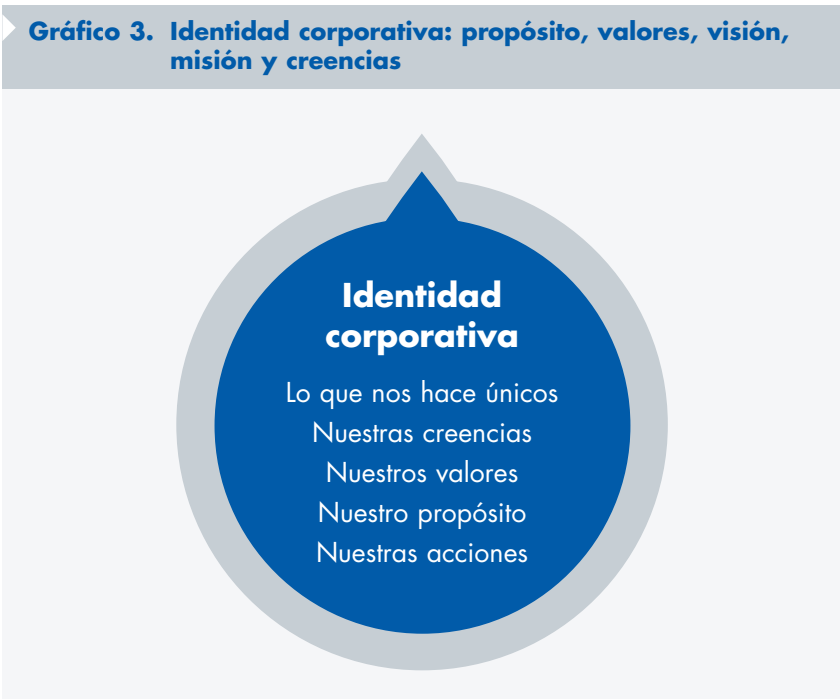 Gráfico 3. Identidad corporativa: propósito, valores, visión,
misión y creencias
Identidad
corporativa
Lo que nos hace únicos
Nuestras creencias
Nuestros valores
Nuestro propósito
Nuestras acciones